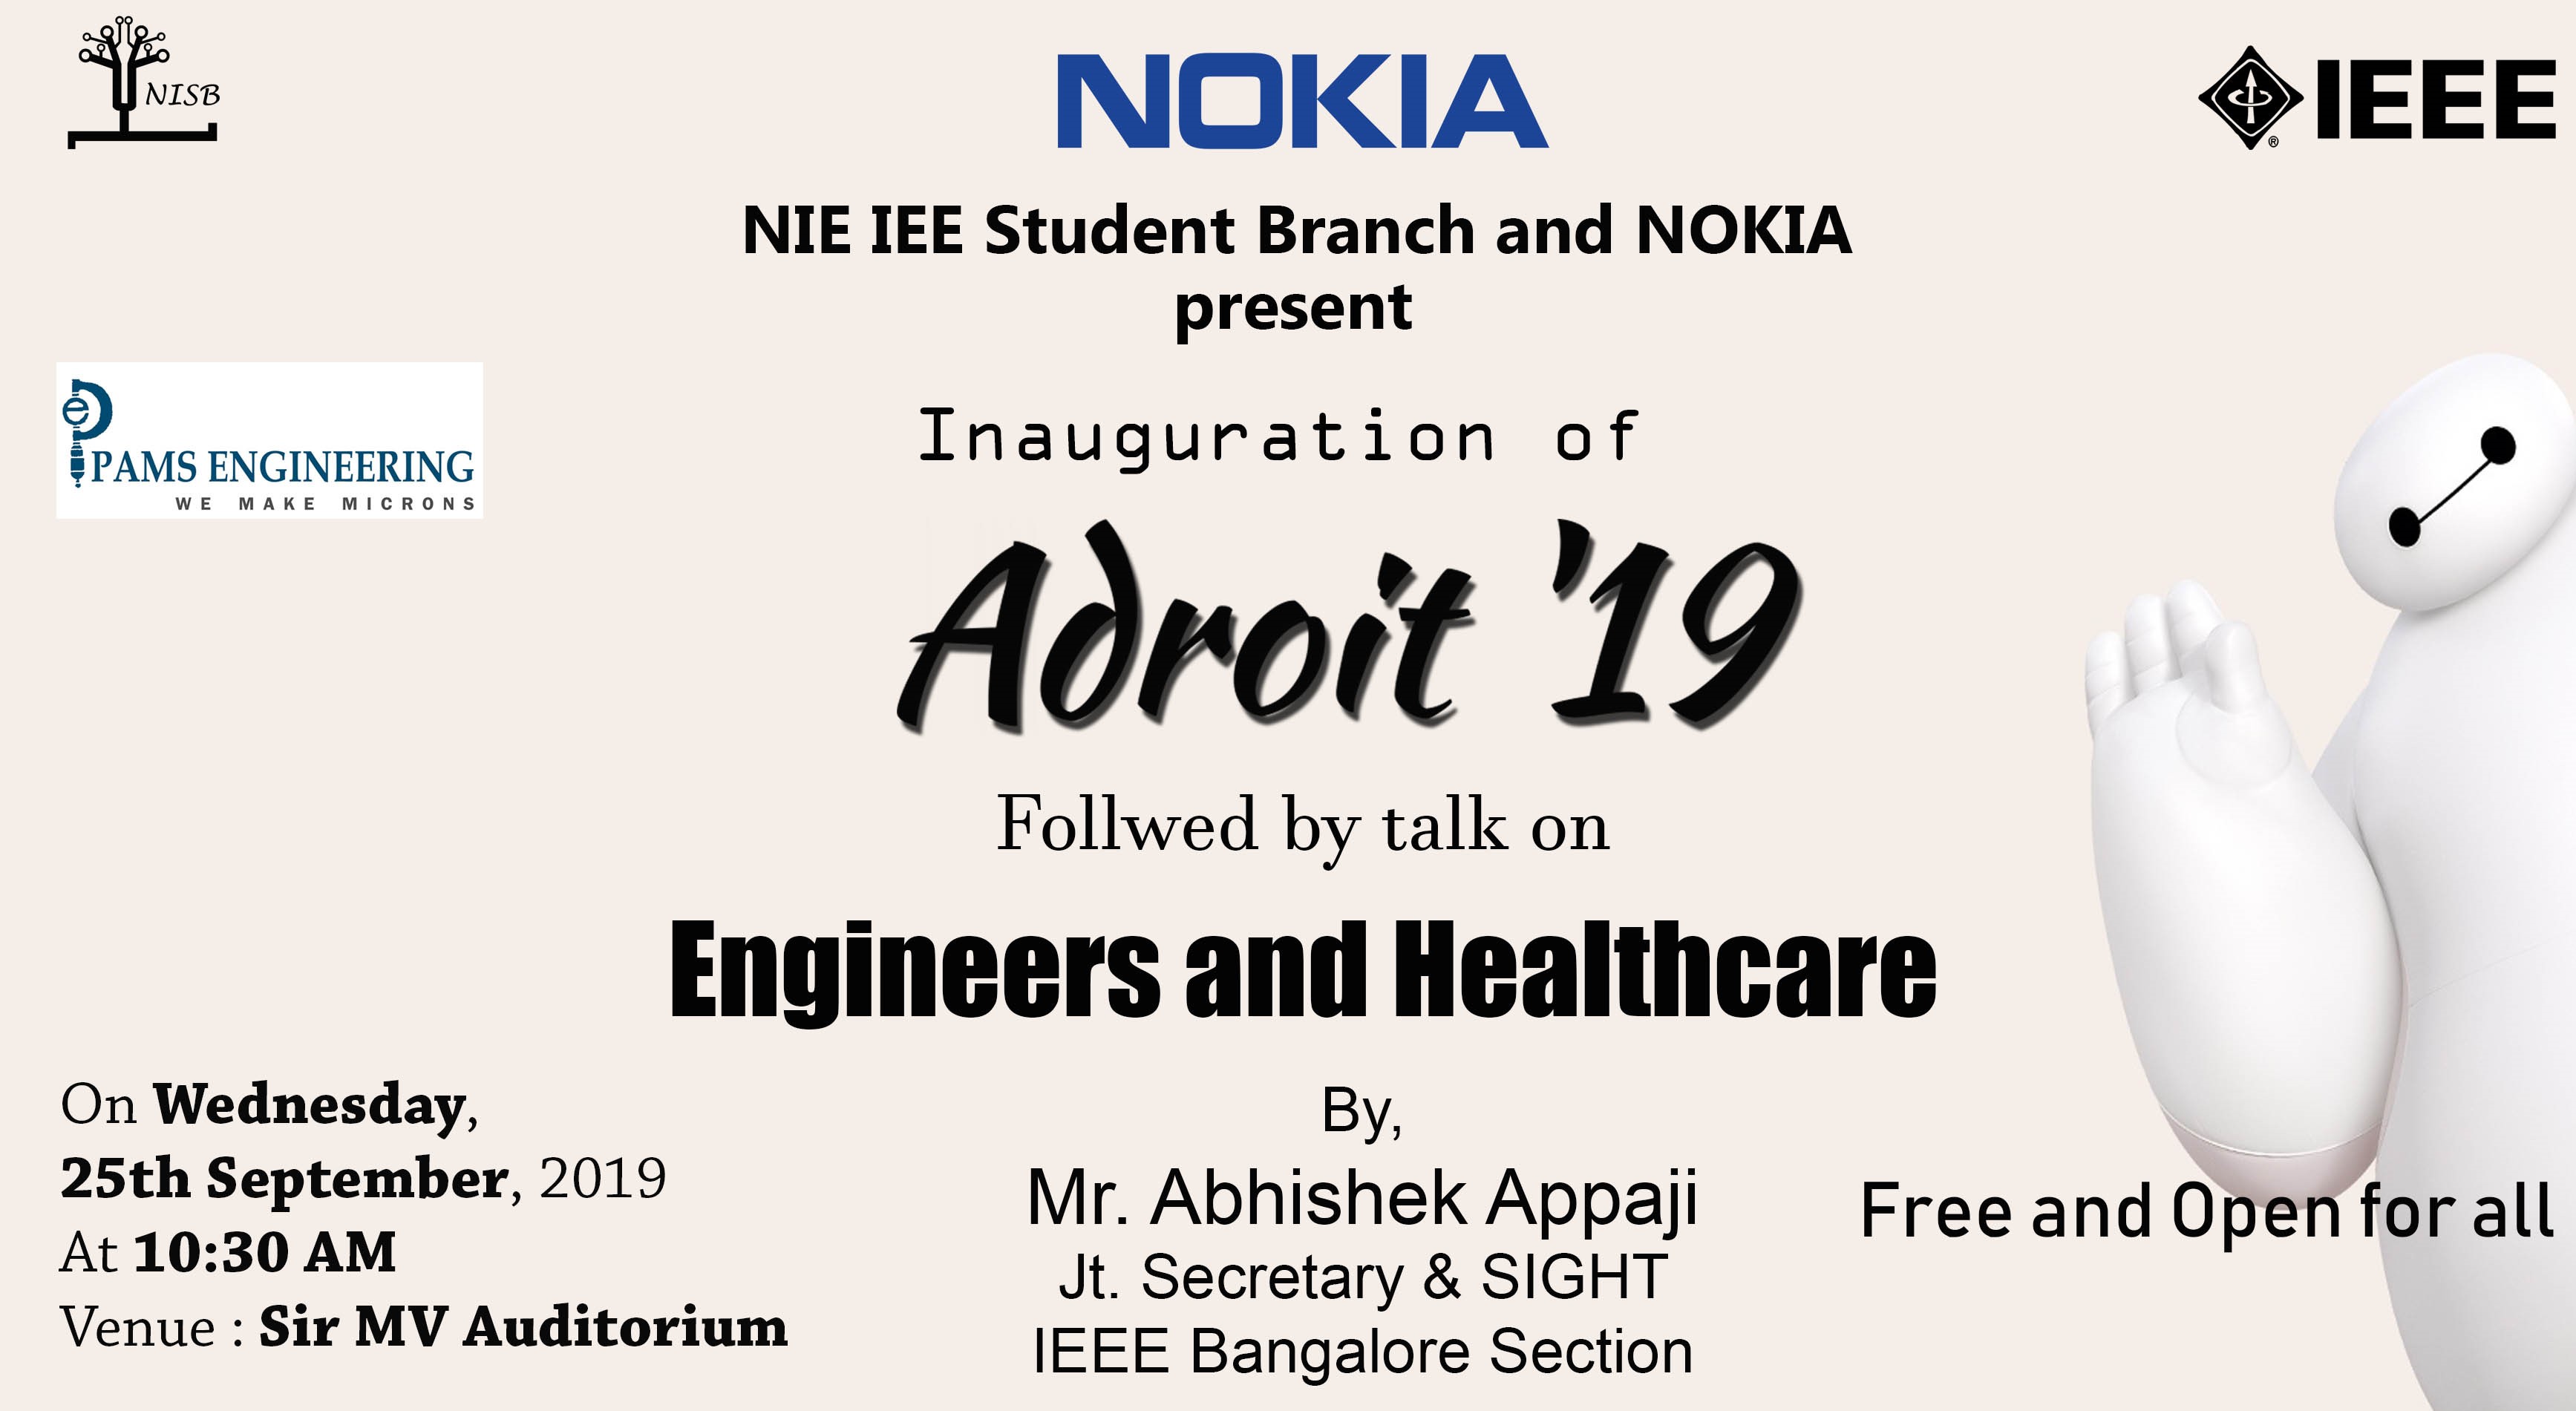 NISB
NOKIA
IEEE
NIE IEE Student Branch and NOKIA
present
PAMS ENGINEERING
WE MAKE MICRONS
Inauguration of
Adroit '19
Follwed by talk on
Engineers and Healthcare
On Wednesday,
25th September, 2019
At 10:30 AM
Venue : Sir MV Auditorium
By,
Mr. Abhishek Appaji
Jt. Secretary & SIGHT
IEEE Bangalore Section
Free and Open for all